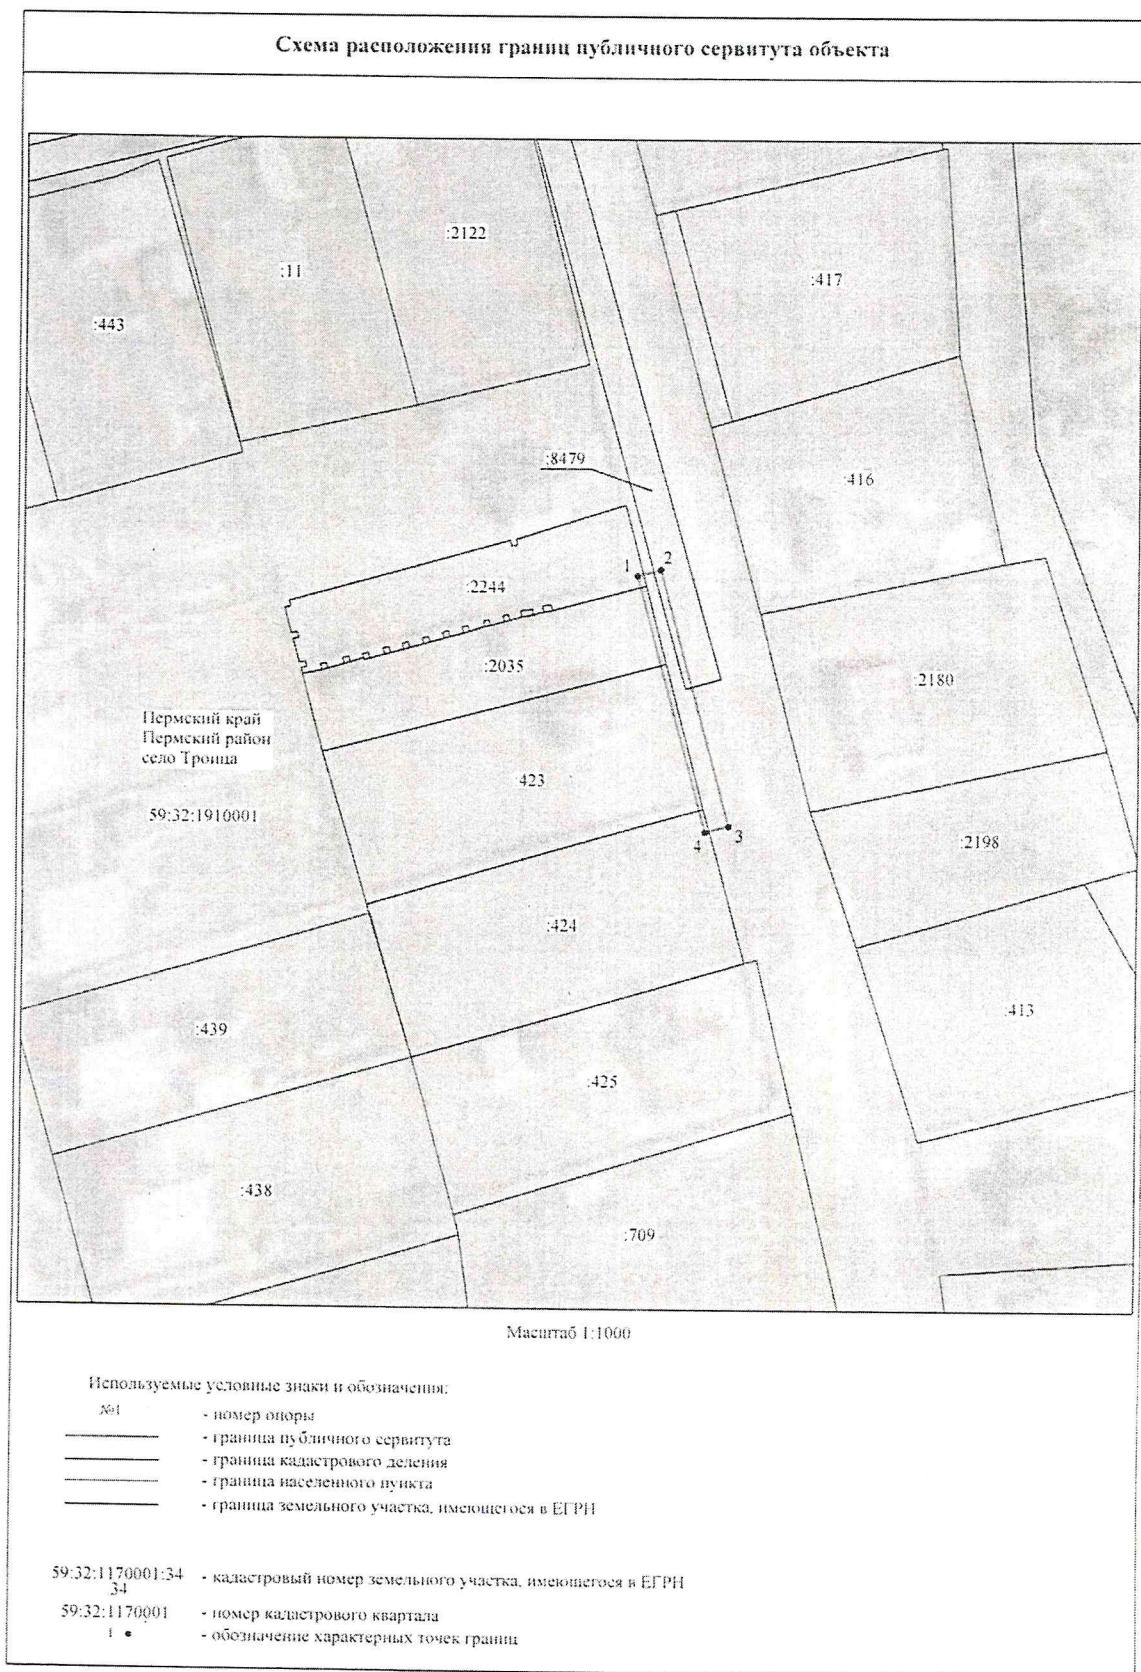 Схема расположения границ публичного сервитута объекта
:2122
:11
:417
:443
:8479
:416
1
2
:2244
:2035
:2180
Пермский край
Пермский район
село Троица
423
59:32:1910001
4
3
:2198
:424
:413
:439
:425
:438
:709
Масштаб 1:1000
Используемые условные знаки и обозначения:
№1 - номер опоры
- граница публичного сервитута
- граница кадастрового деления
- граница населенного пункта
- граница земельного участка, имеющегося в ЕГРН
59:32:1170001:34
34
- кадастровый номер земельного участка, имеющегося в ЕГРН
59:32:1170001 - номер кадастрового квартала
1 - обозначение характерных точек границ